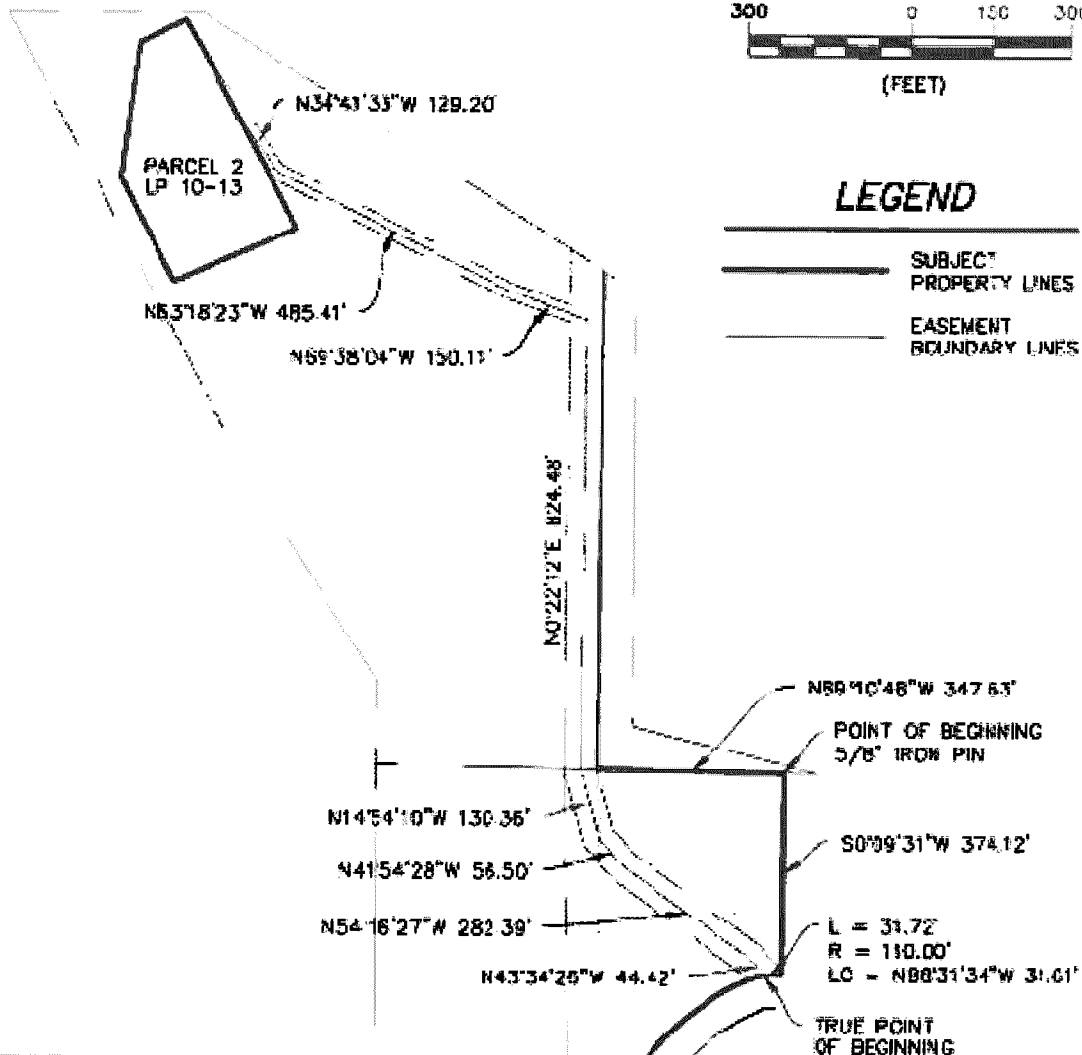 300 0 150 300
(FEET)
N34°41'33"W 129.20'
PARCEL 2
LP 10-13
LEGEND
SUBJECT
PROPERTY LINES
EASEMENT
BOUNDARY LINES
N63°18'23"W 485.41'
N69°38'04"W 150.11'
N0°22'12"E 824.48'
N89°10'48"W 347.63'
POINT OF BEGINNING
5/8" IRON PIN
N14°54'10"W 130.36'
S0°09'31"W 374.12'
N41°54'28"W 56.50'
N54°16'27"W 282.39'
L = 31.72'
R = 110.00'
N43°34'26"W 44.42'
LC = N88°31'34"W 31.61'
TRUE POINT
OF BEGINNING